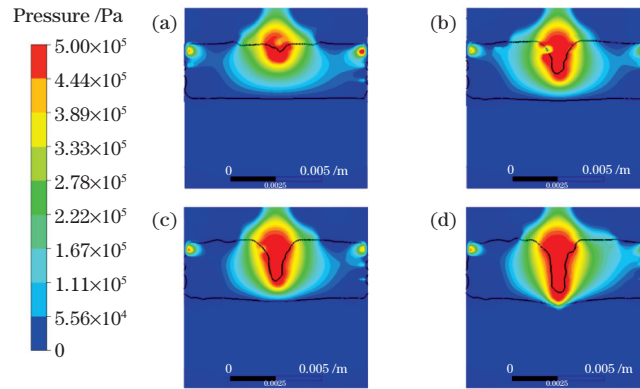 Pressure /Pa
5.00×10⁵
4.44×10⁵
3.89×10⁵
3.33×10⁵
2.78×10⁵
2.22×10⁵
1.67×10⁵
1.11×10⁵
5.56×10⁴
0
(a)
0 0.005 /m
0.0025
(b)
0 0.005 /m
0.0025
(c)
0 0.005 /m
0.0025
(d)
0 0.005 /m
0.0025